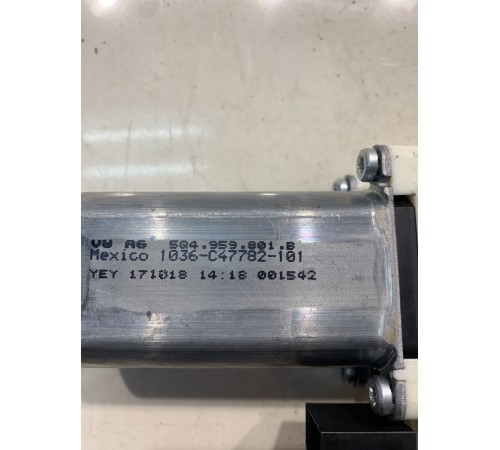 VW AG 5Q4.959.801.B
Mexico 1036-C47782-101
YEY 171018 14:18 001542